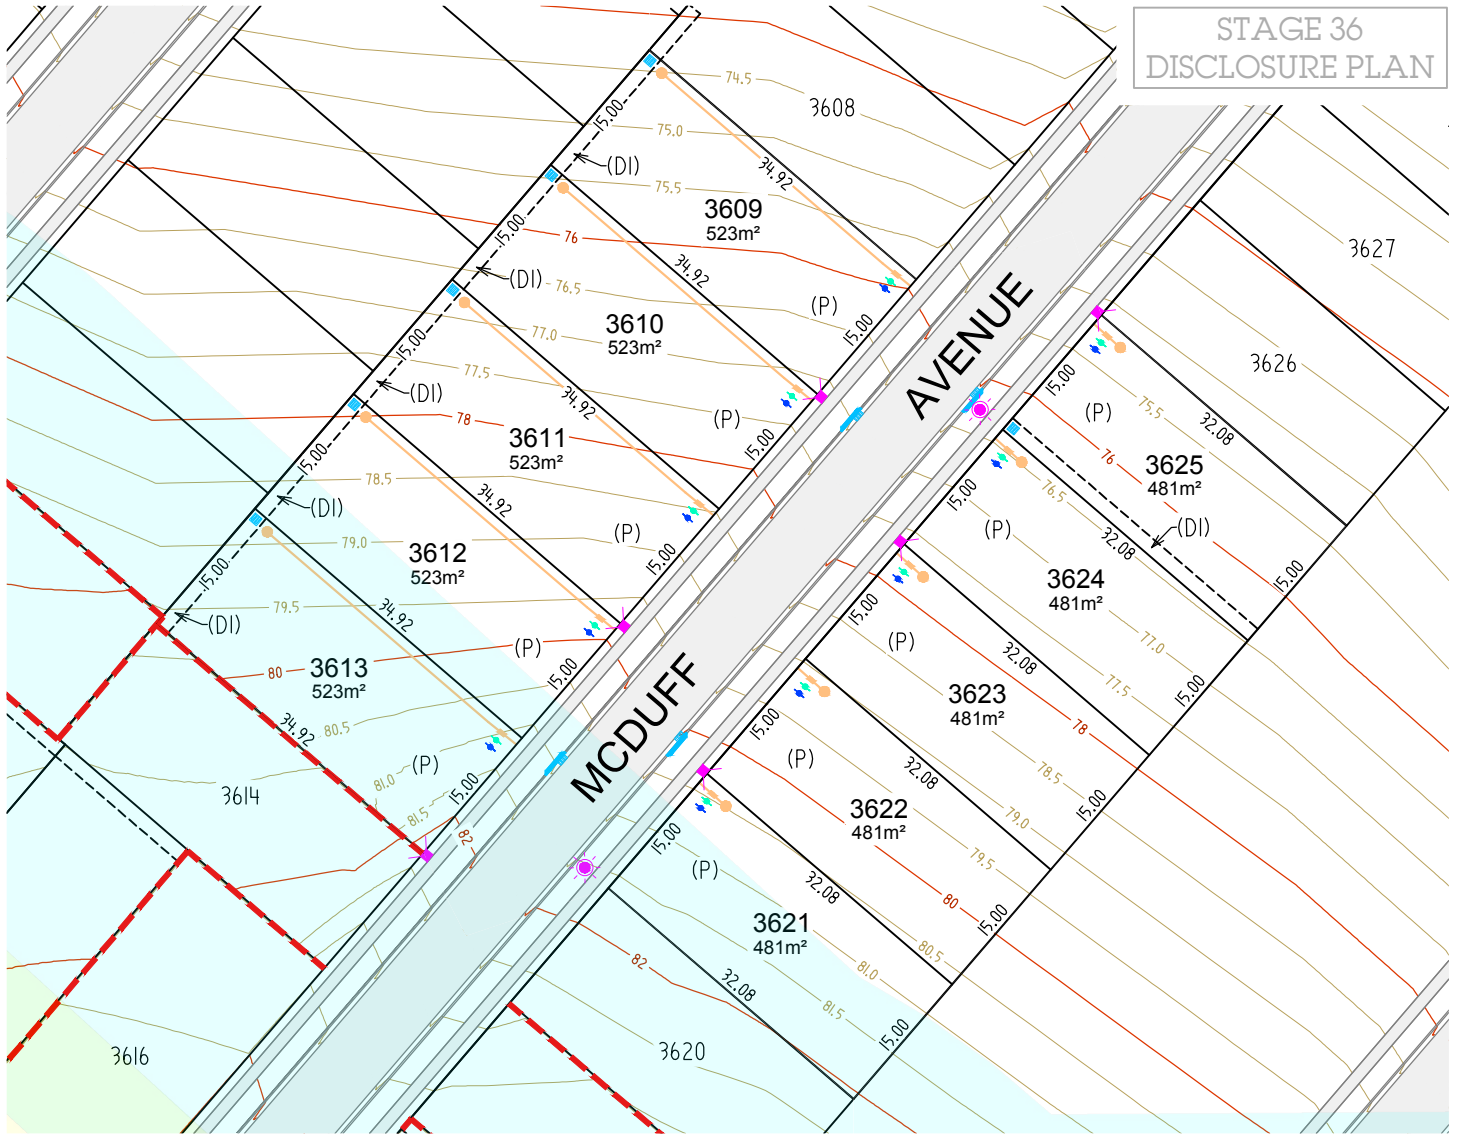 STAGE 36
DISCLOSURE PLAN
74.5
3608
15.00
75.0
(DI)
34.92
75.5
3609
523m²
15.00
76
(DI)
34.92
76.5
(P)
15.00
3610
523m²
77.0
15.00
(DI)
77.5
34.92
(P)
15.00
78
3611
523m²
15.00
78.5
(DI)
34.92
(P)
15.00
79.0
3612
523m²
15.00
79.5
(DI)
34.92
(P)
15.00
80
3613
523m²
80.5
34.92
81.0
(P)
15.00
81.5
82
3614
3616
MCDUFF
AVENUE
3627
3626
15.00
75.5
(P)
32.08
76
3625
481m²
15.00
76.5
(P)
(DI)
32.08
15.00
3624
481m²
77.0
15.00
(P)
32.08
77.5
15.00
3623
481m²
78
15.00
(P)
32.08
78.5
15.00
3622
481m²
79.0
15.00
(P)
32.08
79.5
80
15.00
3621
481m²
80.5
81.0
82
32.08
81.5
15.00
3620